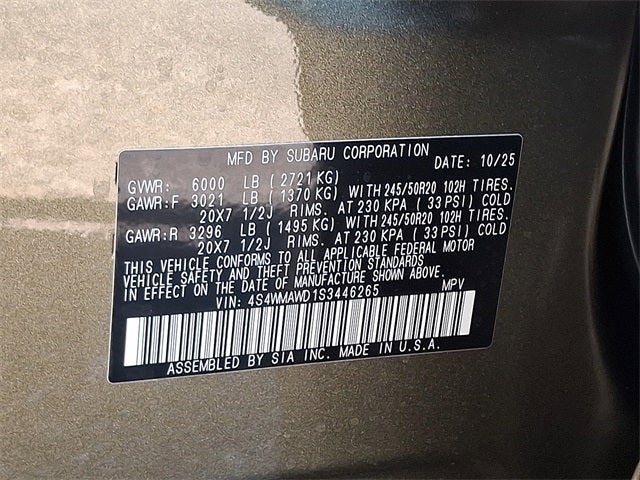 MFD BY SUBARU CORPORATION DATE: 10/25
GVWR: 6000 LB ( 2721 KG)
GAWR:F 3021 LB ( 1370 KG) WITH 245/50R20 102H TIRES.
20X7 1/2J RIMS. AT 230 KPA ( 33 PSI) COLD
GAWR:R 3296 LB ( 1495 KG) WITH 245/50R20 102H TIRES.
20X7 1/2J RIMS. AT 230 KPA ( 33 PSI) COLD
THIS VEHICLE CONFORMS TO ALL APPLICABLE FEDERAL MOTOR
VEHICLE SAFETY AND THEFT PREVENTION STANDARDS
IN EFFECT ON THE DATE OF MANUFACTURE SHOWN ABOVE.
VIN: 4S4WMAWD1S3446265 MPV
ASSEMBLED BY SIA INC. MADE IN U.S.A.